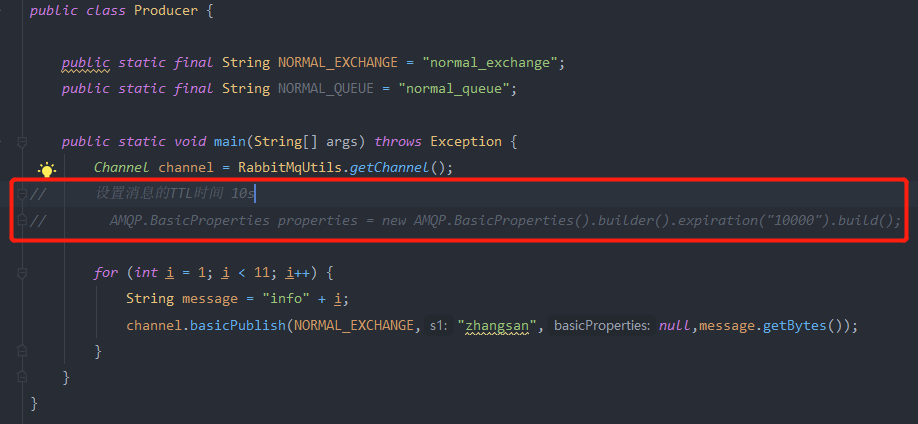 public class Producer {
public static final String NORMAL_EXCHANGE = "normal_exchange";
public static final String NORMAL_QUEUE = "normal_queue";
public static void main(String[] args) throws Exception {
Channel channel = RabbitMqUtils.getChannel();
// 设置消息的TTL时间 10s
// AMQP.BasicProperties properties = new AMQP.BasicProperties().builder().expiration("10000").build();
for (int i = 1; i < 11; i++) {
String message = "info" + i;
channel.basicPublish(NORMAL_EXCHANGE, s1: "zhangsan", basicProperties: null,message.getBytes());
}
}
}